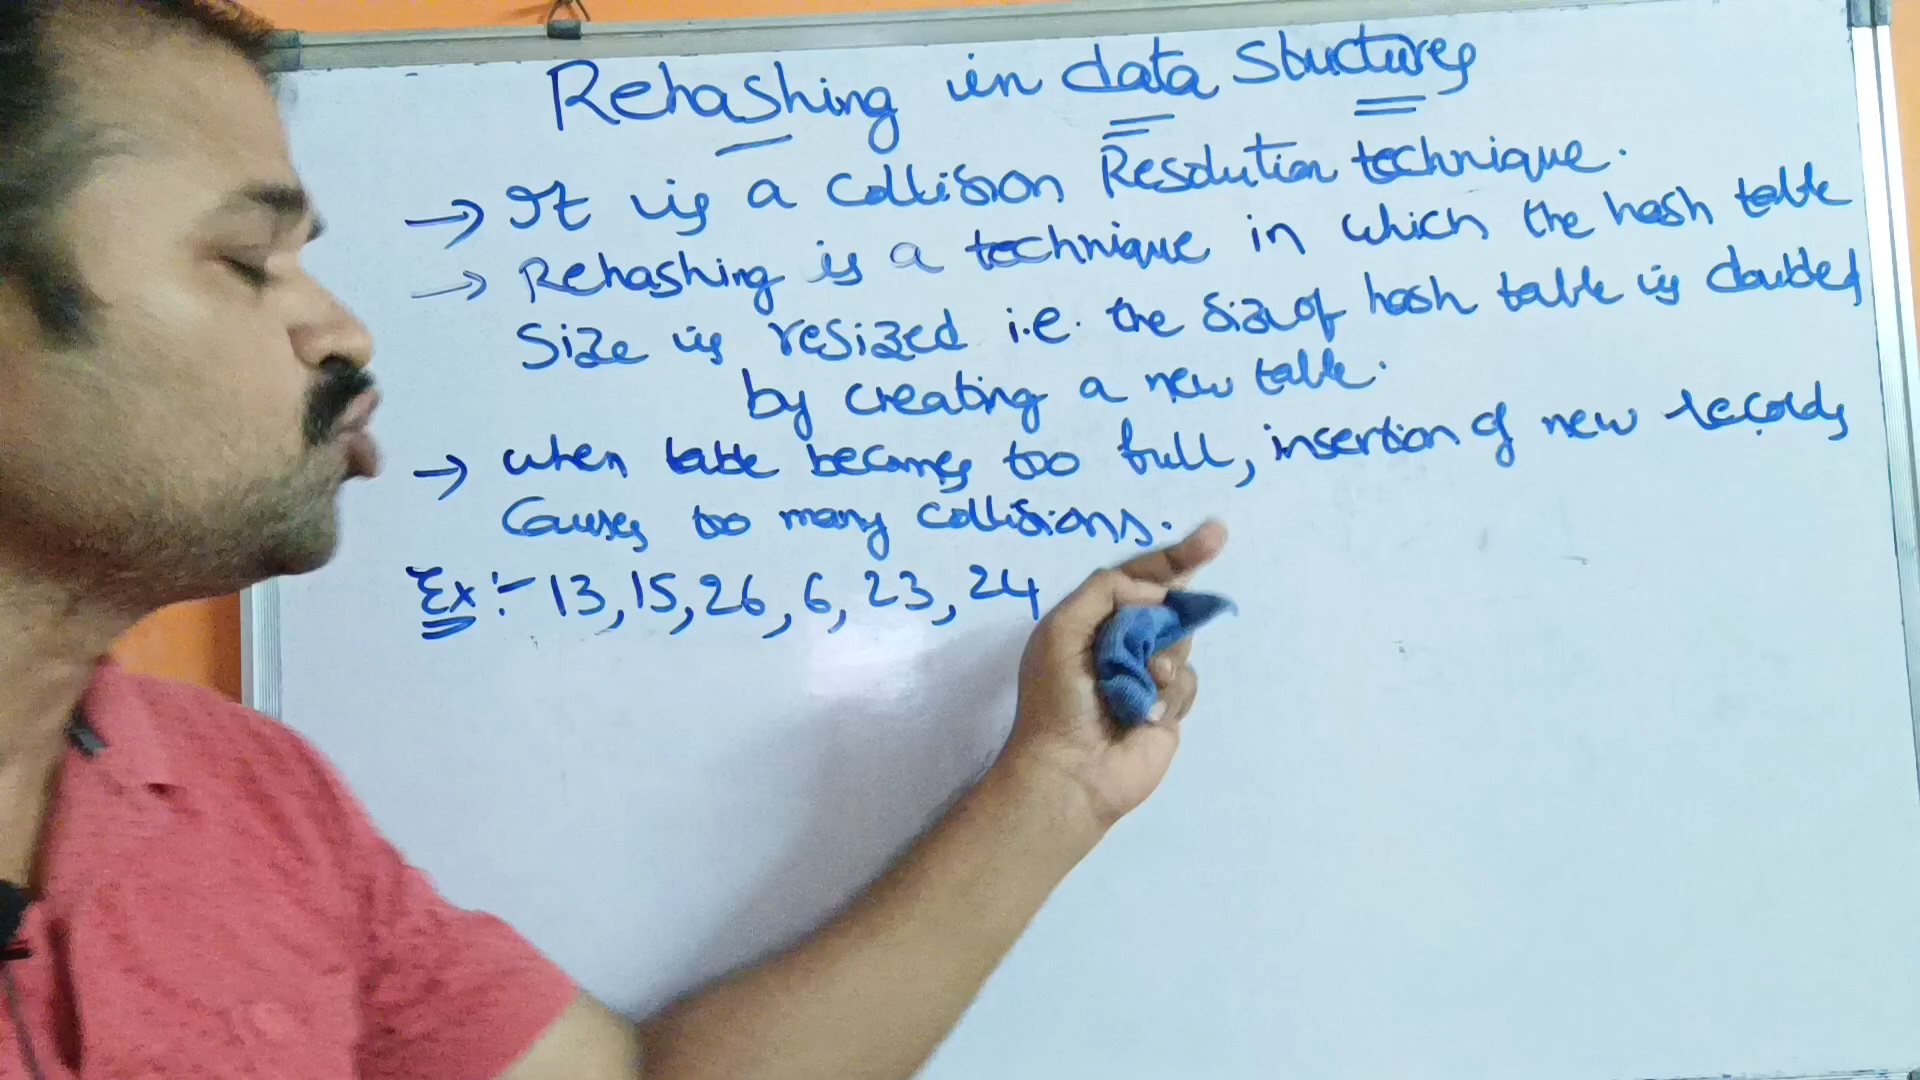 Rehashing in data structures
→ It is a Collision Resolution technique.
→ Rehashing is a technique in which the hash table
Size is resized i.e. the size of hash table is doubled
by creating a new table.
→ when table becomes too full, insertion of new records
Causes too many collisions.
Ex:- 13, 15, 26, 6, 23, 24